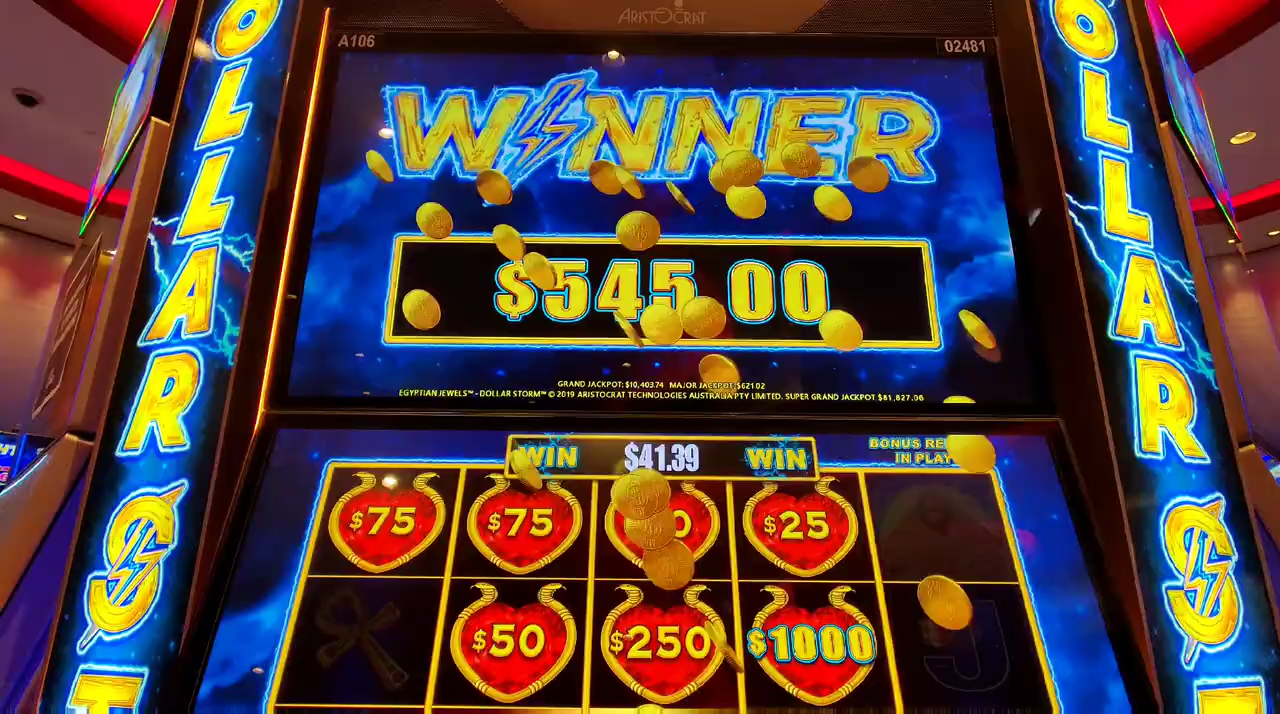 ARISTOCRAT
A106
02481
WINNER
$545.00
GRAND JACKPOT: $10,403.74 MAJOR JACKPOT: $621.02
EGYPTIAN JEWELS™ - DOLLAR STORM™ © 2019 ARISTOCRAT TECHNOLOGIES AUSTRALIA PTY LIMITED. SUPER GRAND JACKPOT $81,827.06
WIN $41.39 WIN
BONUS
IN PLAY
$75 $75 $25
$50 $250 $1000
J
OLLAR
S
OLLAR
S